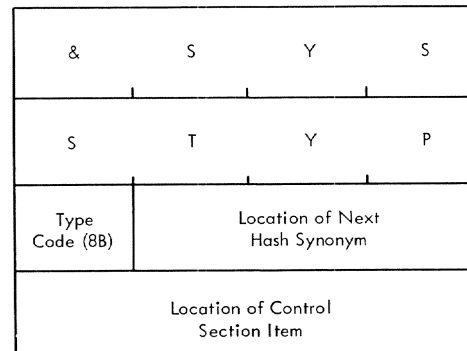 & S Y S
S T Y P
Type Location of Next
Code (8B) Hash Synonym
Location of Control
Section Item